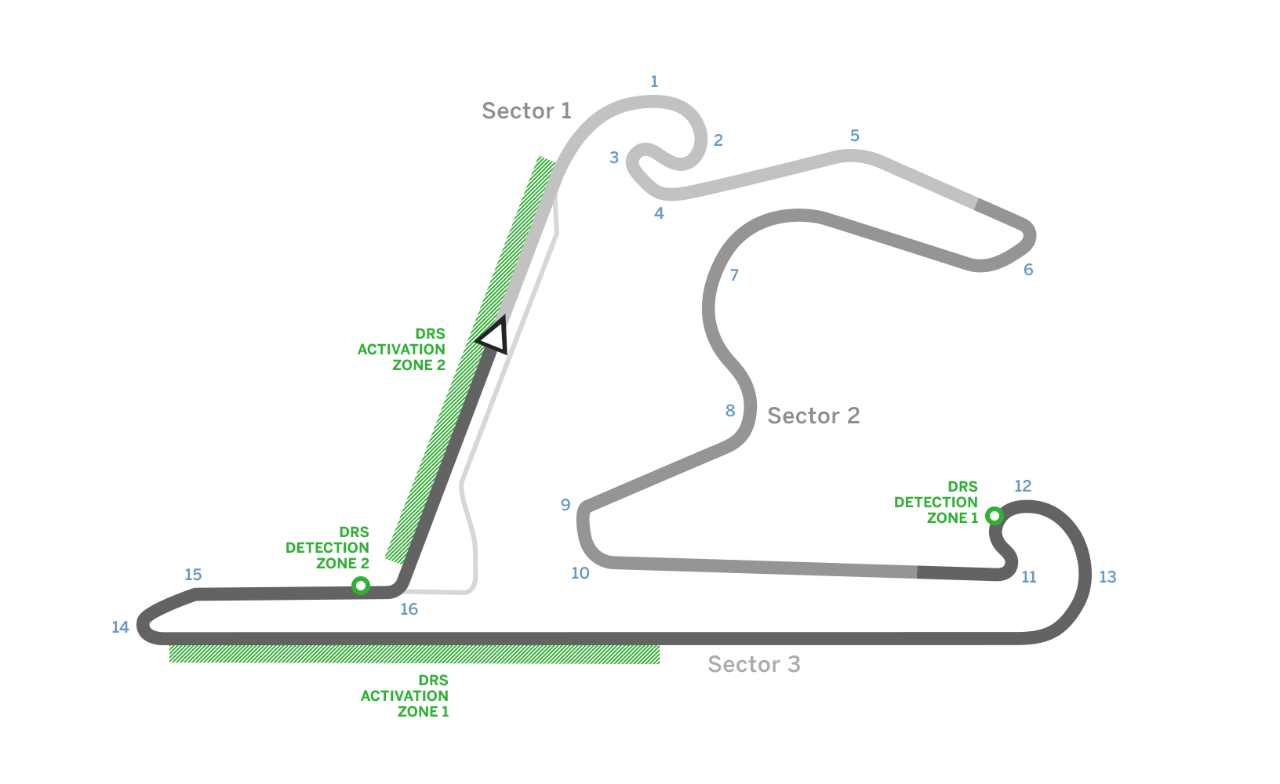 1
Sector 1
2
3
4
5
6
7
DRS
ACTIVATION
ZONE 2
8
Sector 2
9
10
DRS
DETECTION
ZONE 1
12
11
13
DRS
DETECTION
ZONE 2
15
16
14
Sector 3
DRS
ACTIVATION
ZONE 1